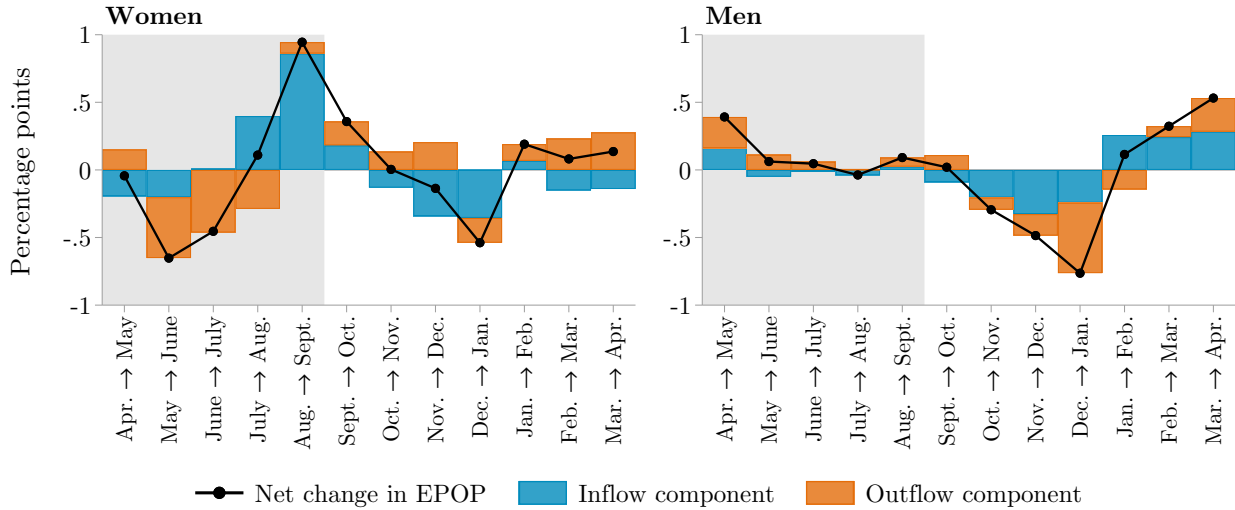 Women
Men
Percentage points
1
.5
0
-.5
-1
Apr. → May
May → June
June → July
July → Aug.
Aug. → Sept.
Sept. → Oct.
Oct. → Nov.
Nov. → Dec.
Dec. → Jan.
Jan. → Feb.
Feb. → Mar.
Mar. → Apr.
1
.5
0
-.5
-1
Apr. → May
May → June
June → July
July → Aug.
Aug. → Sept.
Sept. → Oct.
Oct. → Nov.
Nov. → Dec.
Dec. → Jan.
Jan. → Feb.
Feb. → Mar.
Mar. → Apr.
Net change in EPOP
Inflow component
Outflow component